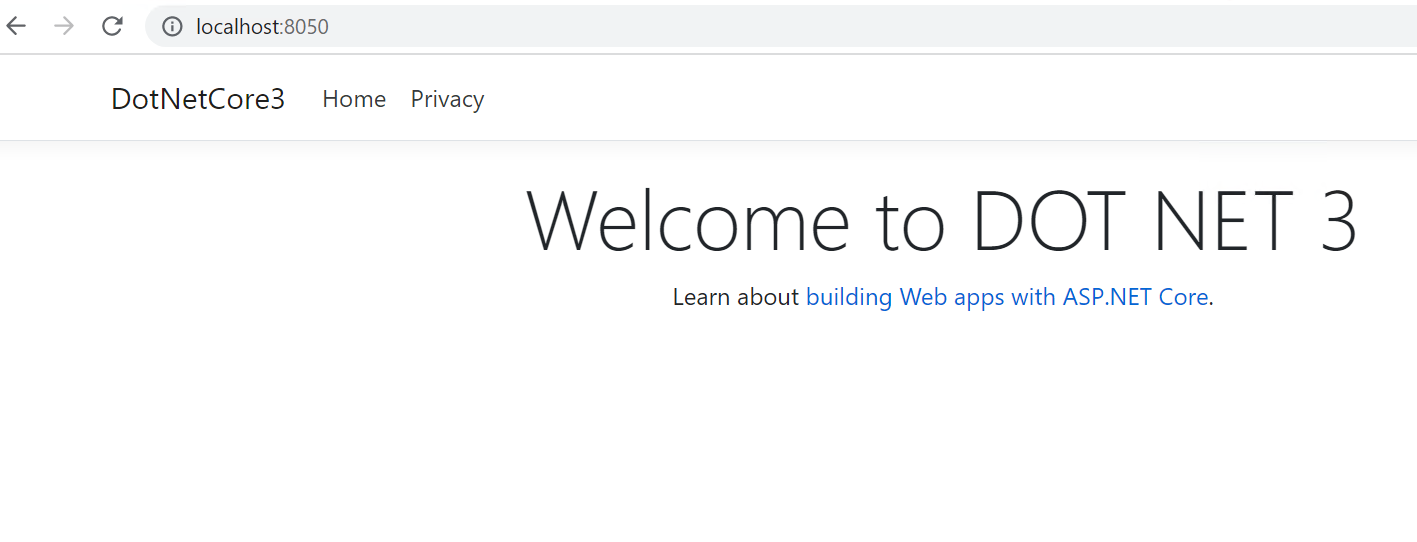 localhost:8050
DotNetCore3 Home Privacy
Welcome to DOT NET 3
Learn about building Web apps with ASP.NET Core.